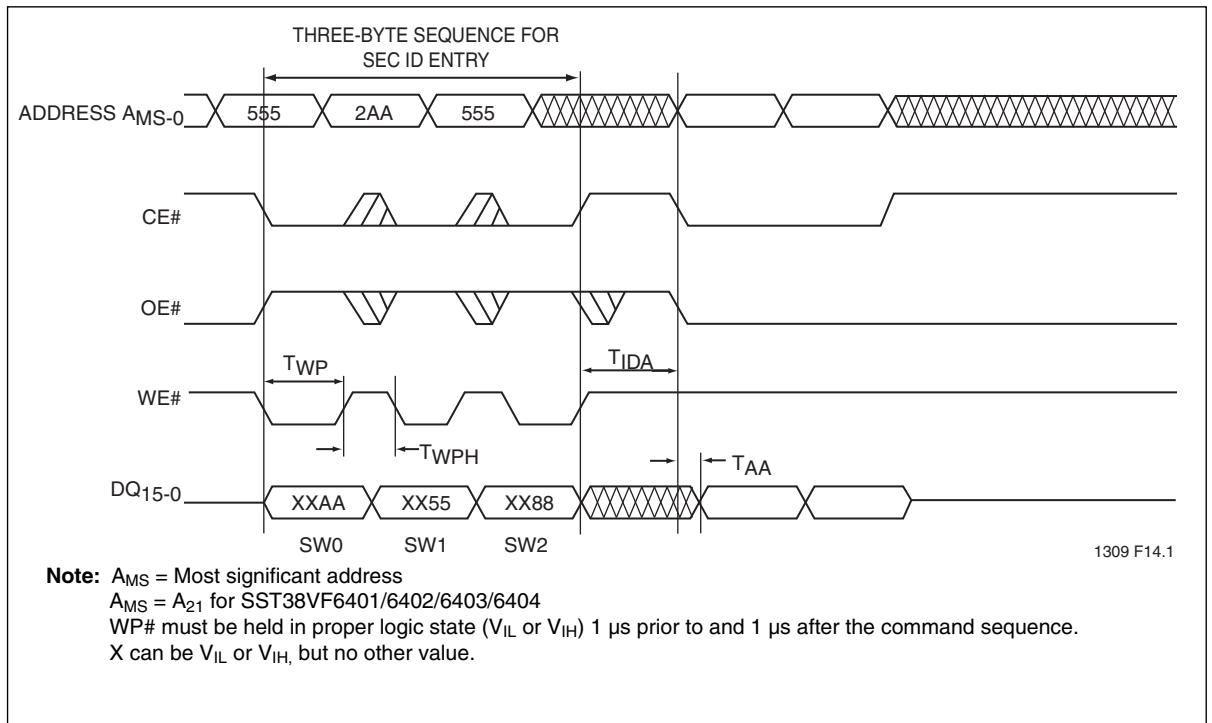 THREE-BYTE SEQUENCE FOR
SEC ID ENTRY
ADDRESS AMS-0
555
2AA
555
CE#
OE#
TWP
TIDA
WE#
TWPH
TAA
DQ15-0
XXAA
XX55
XX88
SW0
SW1
SW2
1309 F14.1
Note: AMS = Most significant address
AMS = A21 for SST38VF6401/6402/6403/6404
WP# must be held in proper logic state (VIL or VIH) 1 µs prior to and 1 µs after the command sequence.
X can be VIL or VIH, but no other value.